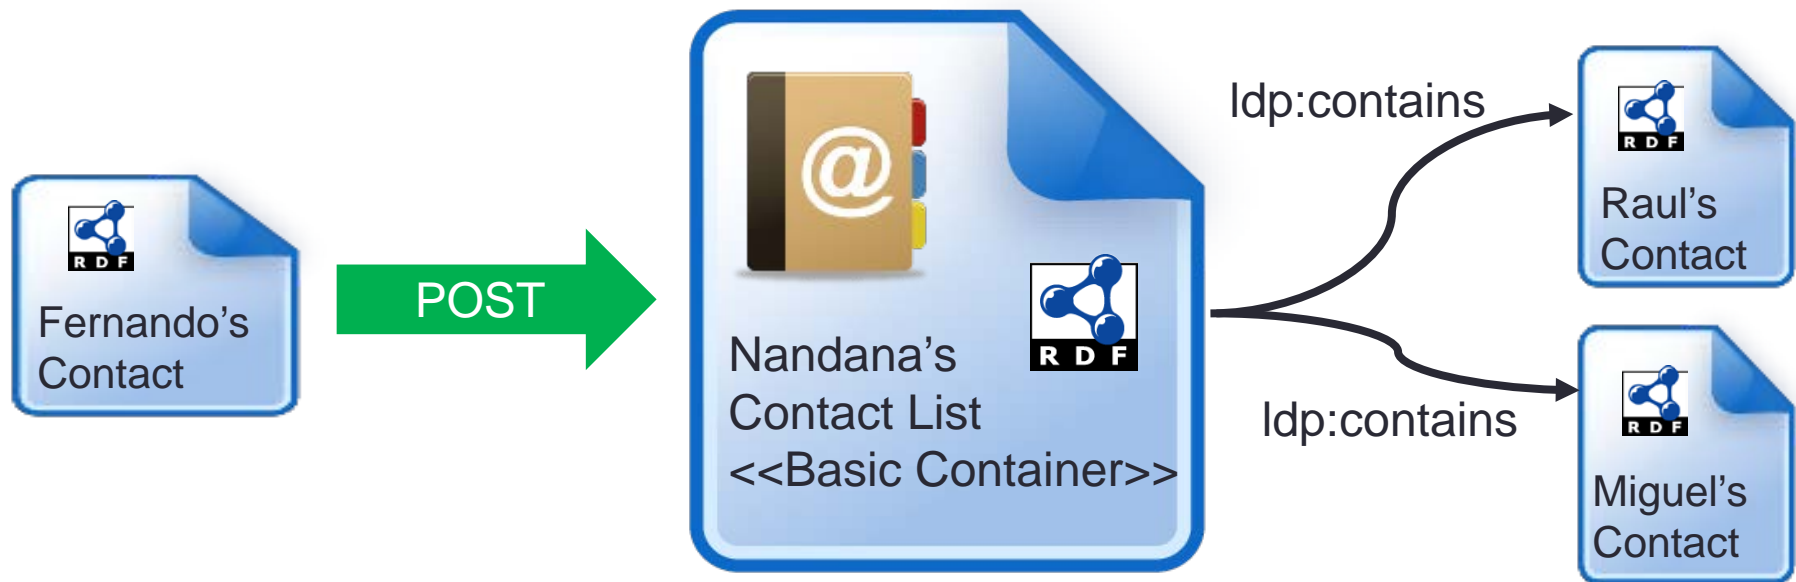 RDF
Fernando’s
Contact
POST
@
RDF
Nandana’s
Contact List
<<Basic Container>>
ldp:contains
ldp:contains
RDF
Raul’s
Contact
RDF
Miguel’s
Contact